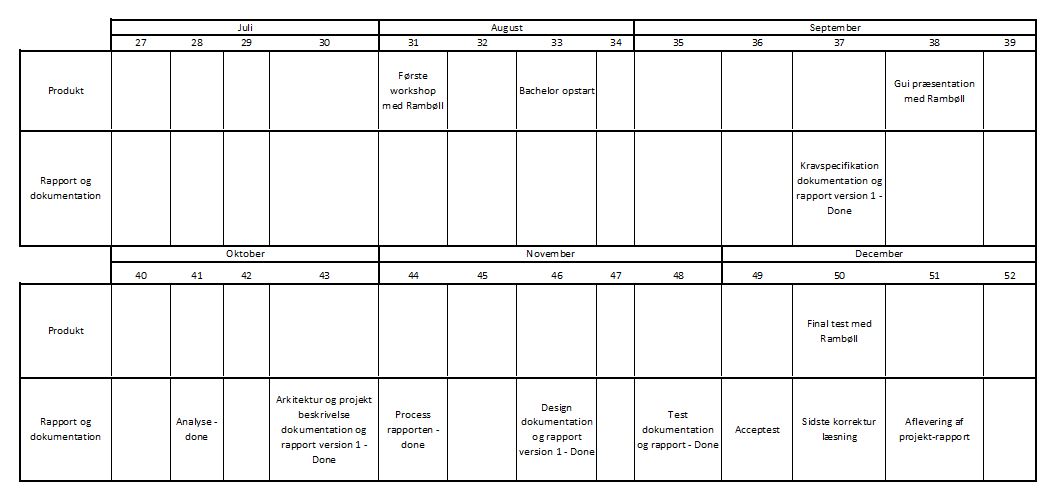 Juli August September
27 28 29 30 31 32 33 34 35 36 37 38 39
Produkt
Første
workshop
med Rambøll
Bachelor opstart
Gui præsentation
med Rambøll
Rapport og
dokumentation
Kravspecifikation
dokumentation og
rapport version 1 -
Done
Oktober November December
40 41 42 43 44 45 46 47 48 49 50 51 52
Produkt
Final test med
Rambøll
Rapport og
dokumentation
Analyse -
done
Arkitektur og projekt
beskrivelse
dokumentation og
rapport version 1 -
Done
Process
rapporten -
done
Design
dokumentation
og rapport
version 1 - Done
Test
dokumentation
og rapport - Done
Acceptest
Sidste korrektur
læsning
Aflevering af
projekt-rapport